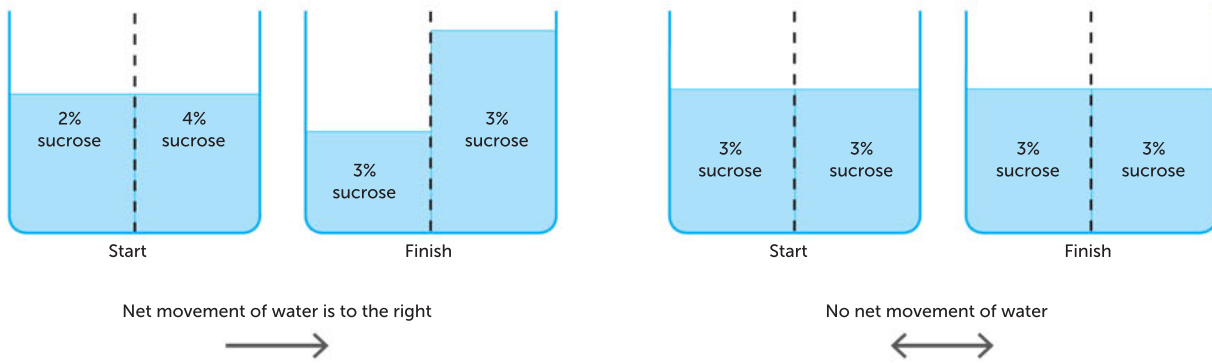 2%
sucrose
4%
sucrose
3%
sucrose
3%
sucrose
Start
Finish
Net movement of water is to the right
3%
sucrose
3%
sucrose
3%
sucrose
3%
sucrose
Start
Finish
No net movement of water